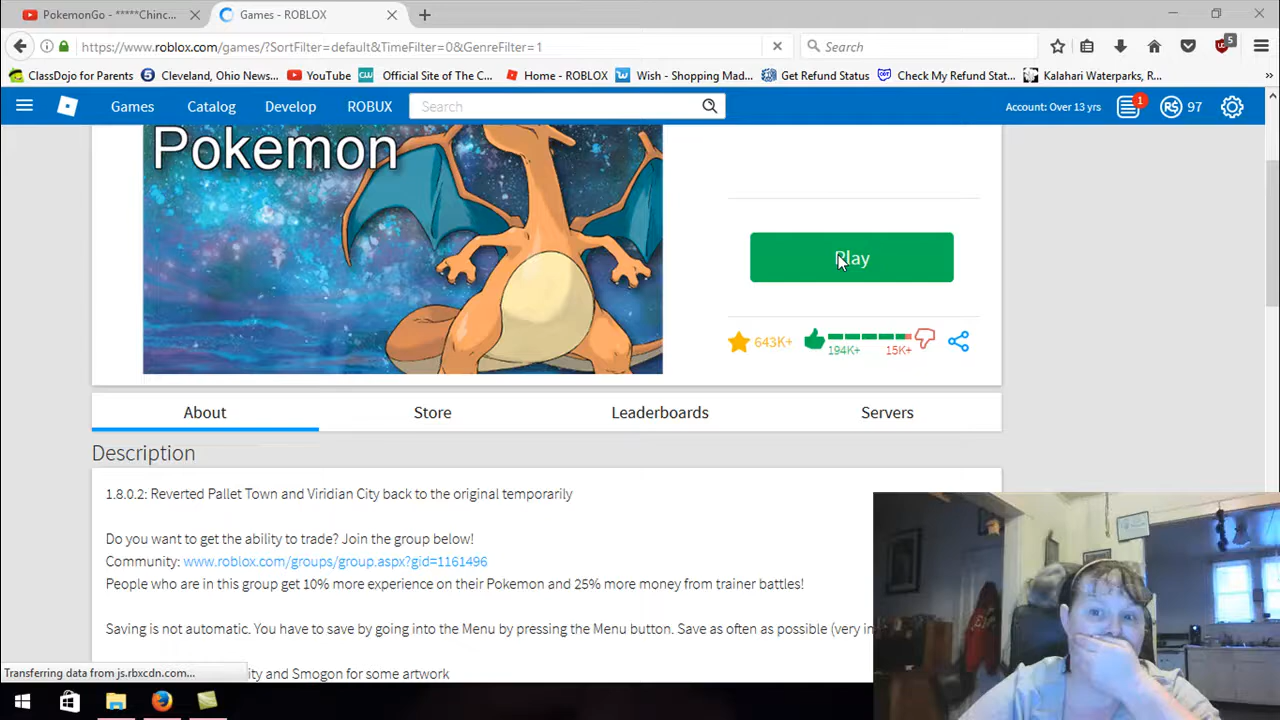 PokemonGo - *****Chinc...
Games - ROBLOX
https://www.roblox.com/games/?SortFilter=default&TimeFilter=0&GenreFilter=1
Search
5
ClassDojo for Parents
Cleveland, Ohio News...
YouTube
Official Site of The C...
Home - ROBLOX
Wish - Shopping Mad...
Get Refund Status
Check My Refund Stat...
Kalahari Waterparks, R...
Games
Catalog
Develop
ROBUX
Search
Account: Over 13 yrs
1
R$ 97
Pokemon
Play
643K+
194K+
15K+
About
Store
Leaderboards
Servers
Description
1.8.0.2: Reverted Pallet Town and Viridian City back to the original temporarily
Do you want to get the ability to trade? Join the group below!
Community: www.roblox.com/groups/group.aspx?gid=1161496
People who are in this group get 10% more experience on their Pokemon and 25% more money from trainer battles!
Saving is not automatic. You have to save by going into the Menu by pressing the Menu button. Save as often as possible (very in
Transferring data from js.rbxcdn.com...
ity and Smogon for some artwork